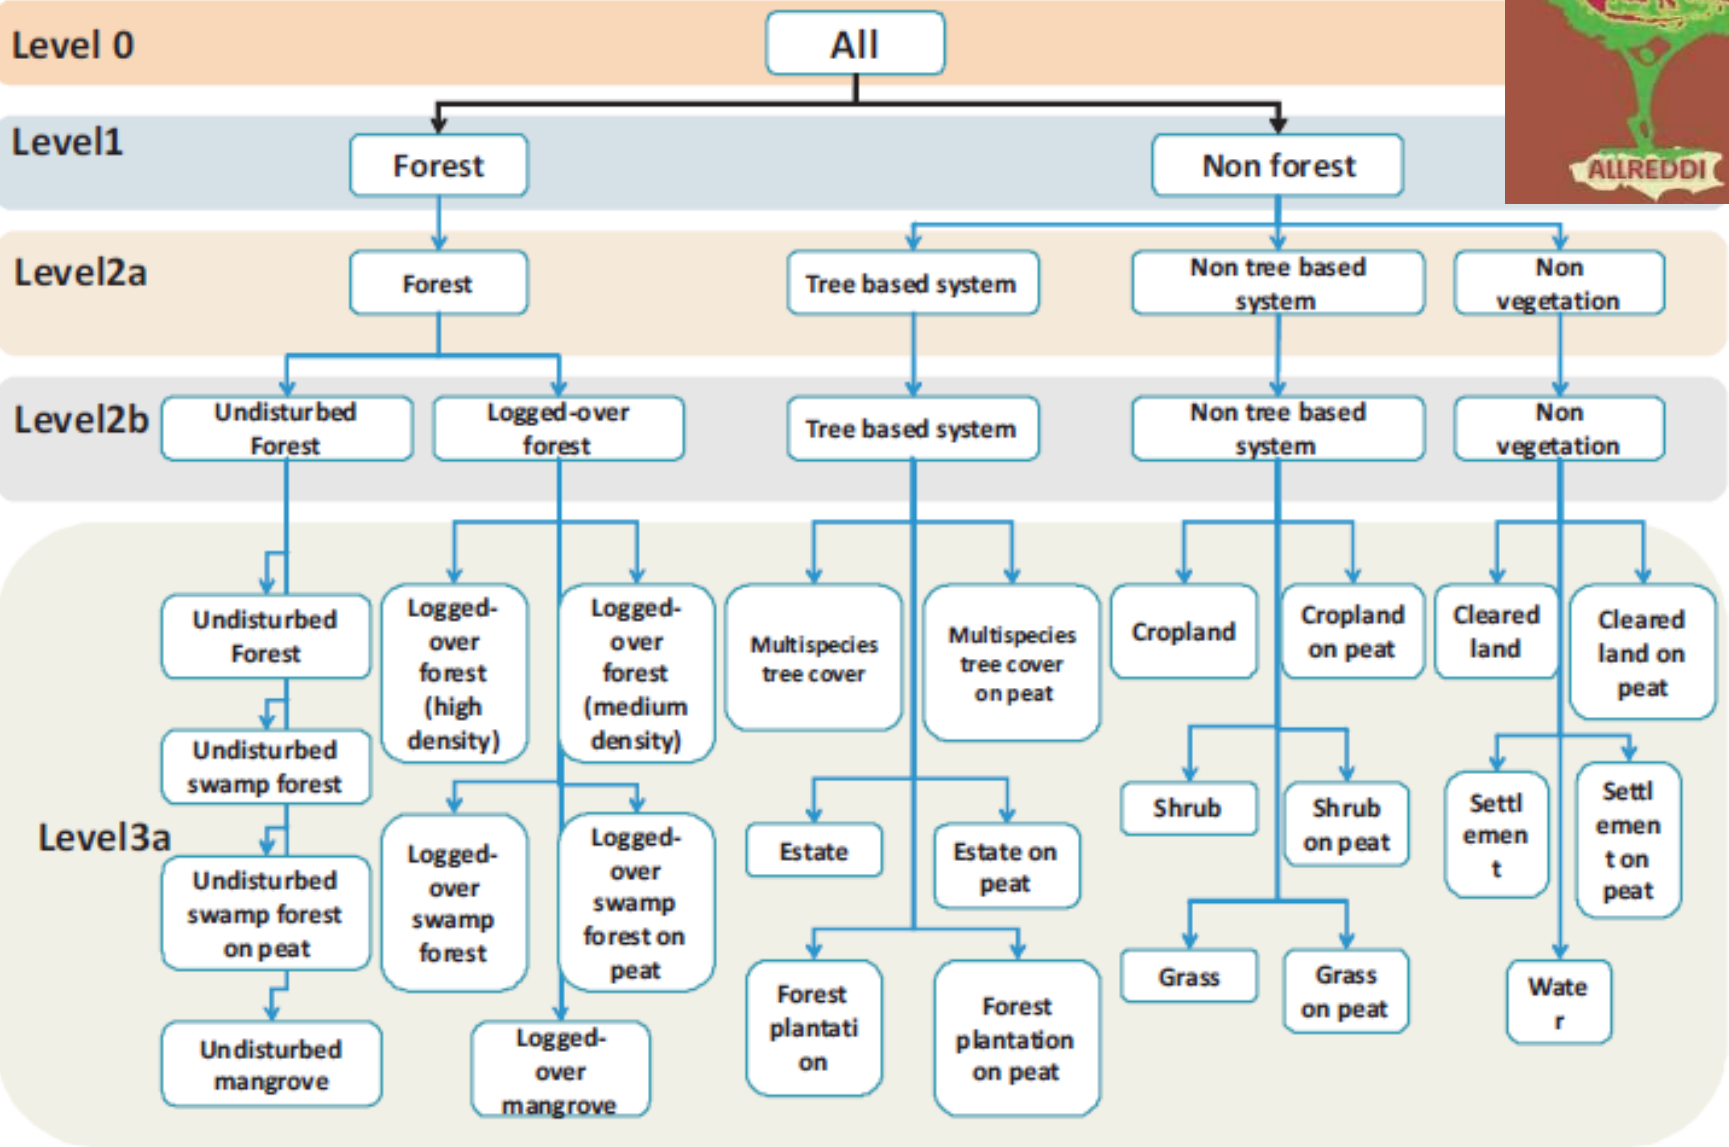 Level 0
All
Level1
Forest
Non forest
ALLREDDI
Level2a
Forest
Tree based system
Non tree based
system
Non
vegetation
Level2b
Undisturbed
Forest
Logged-over
forest
Tree based system
Non tree based
system
Non
vegetation
Level3a
Undisturbed
Forest
Undisturbed
swamp forest
Undisturbed
swamp forest
on peat
Undisturbed
mangrove
Logged-
over
forest
(high
density)
Logged-
over
forest
(medium
density)
Logged-
over
swamp
forest
Logged-
over
swamp
forest on
peat
Logged-
over
mangrove
Multispecies
tree cover
Multispecies
tree cover
on peat
Estate
Estate on
peat
Forest
plantati
on
Forest
plantation
on peat
Cropland
Cropland
on peat
Shrub
Shrub
on peat
Grass
Grass
on peat
Cleared
land
Cleared
land on
peat
Settl
emen
t
Settl
emen
t on
peat
Wate
r